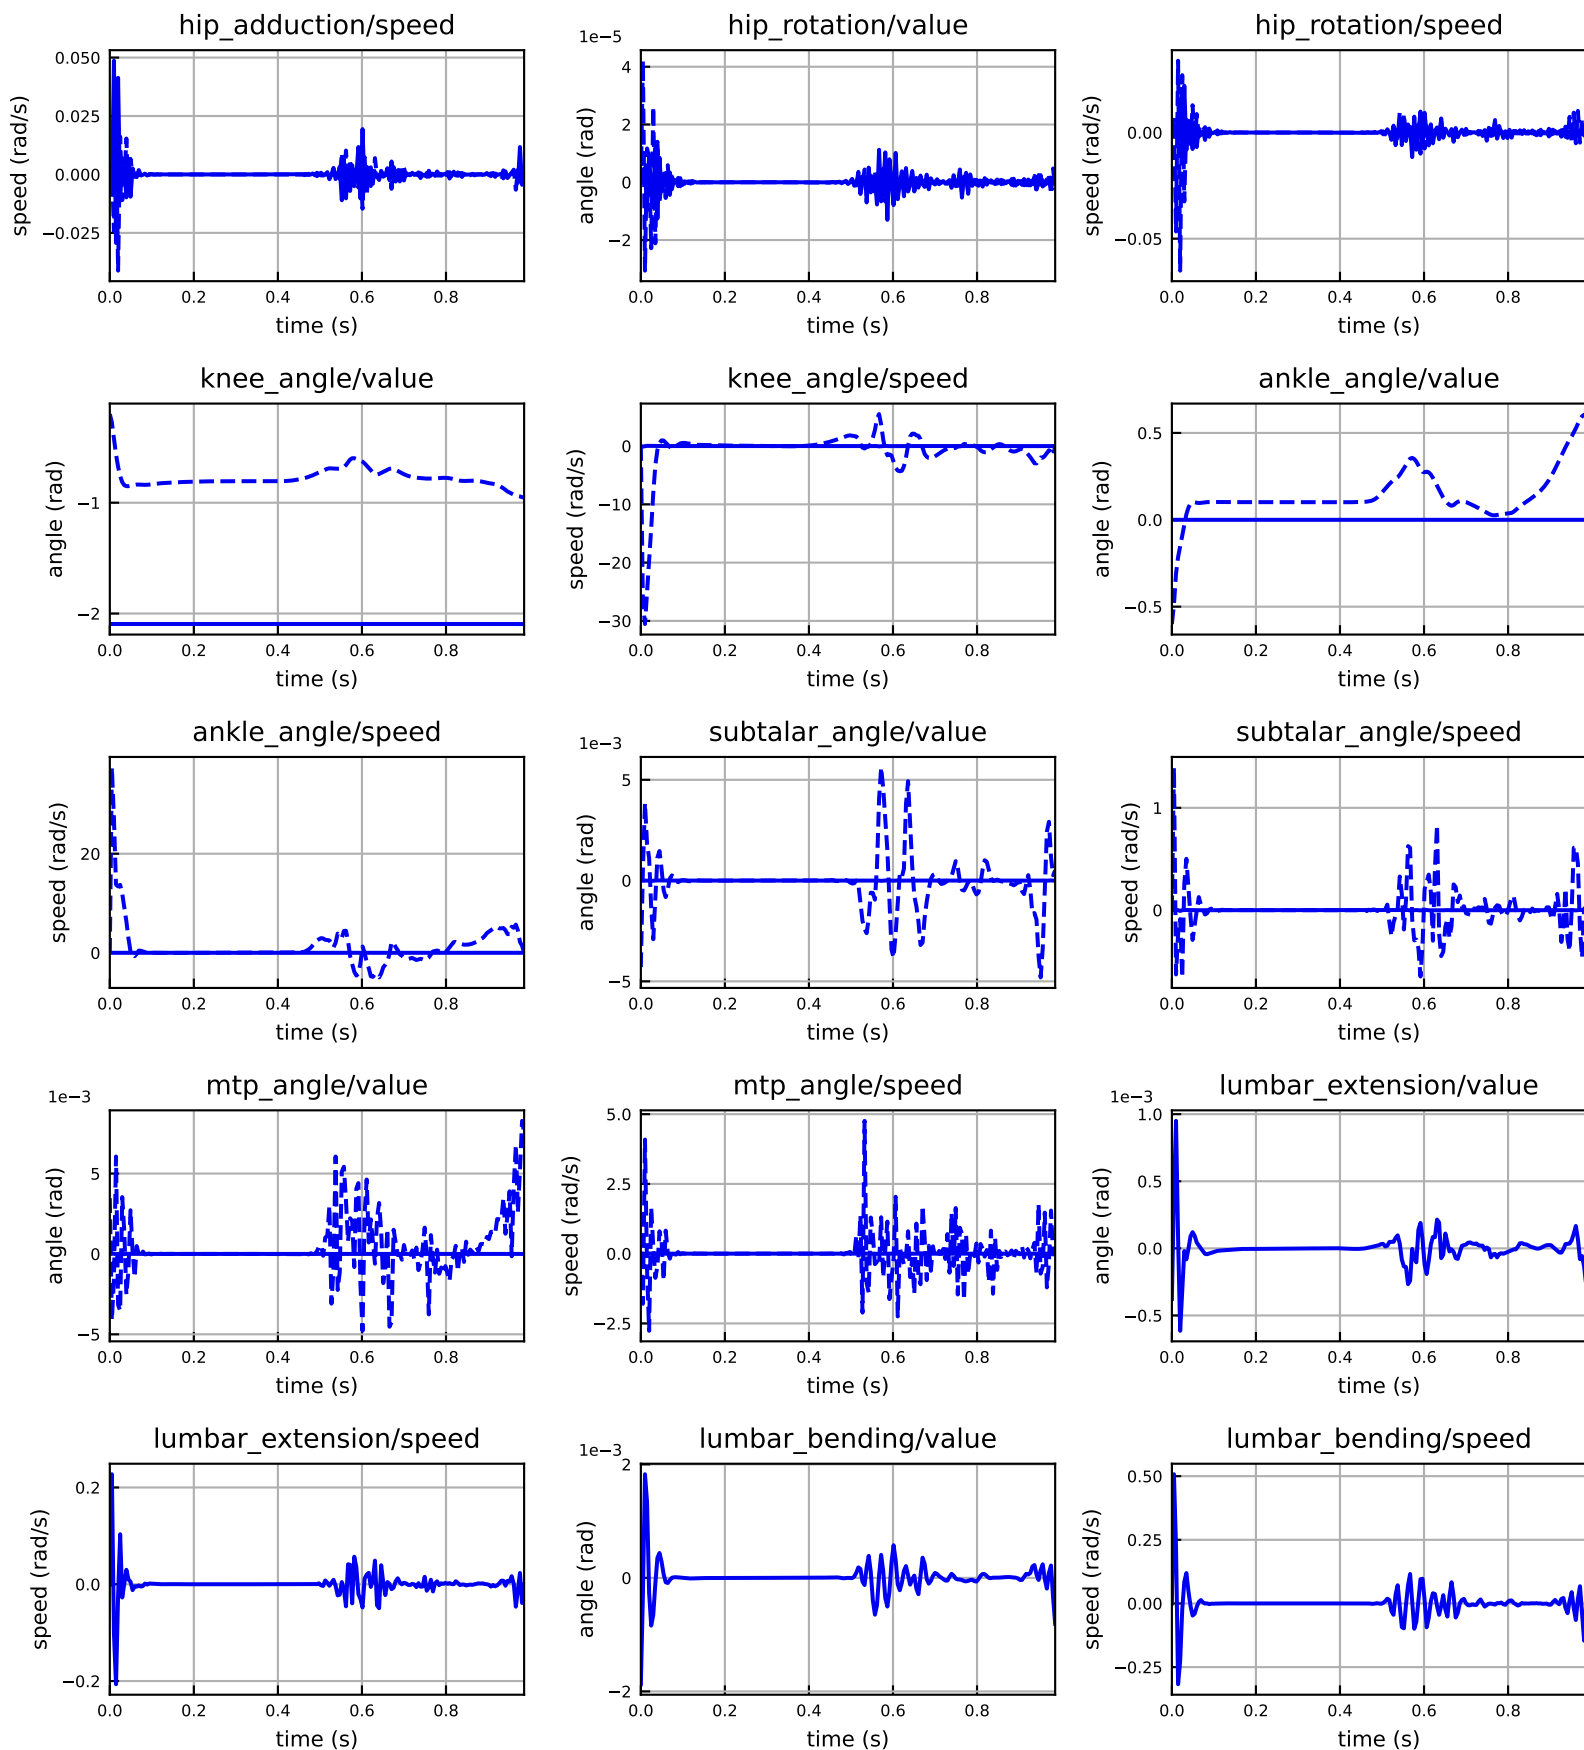 hip_adduction/speed
0.050
0.025
0.000
−0.025
speed (rad/s)
0.0 0.2 0.4 0.6 0.8
time (s)
hip_rotation/value
1e−5
4
2
0
−2
angle (rad)
0.0 0.2 0.4 0.6 0.8
time (s)
hip_rotation/speed
0.00
−0.05
speed (rad/s)
0.0 0.2 0.4 0.6 0.8
time (s)
knee_angle/value
−1
−2
angle (rad)
0.0 0.2 0.4 0.6 0.8
time (s)
knee_angle/speed
0
−10
−20
−30
speed (rad/s)
0.0 0.2 0.4 0.6 0.8
time (s)
ankle_angle/value
0.5
0.0
−0.5
angle (rad)
0.0 0.2 0.4 0.6 0.8
time (s)
ankle_angle/speed
20
0
speed (rad/s)
0.0 0.2 0.4 0.6 0.8
time (s)
subtalar_angle/value
1e−3
5
0
−5
angle (rad)
0.0 0.2 0.4 0.6 0.8
time (s)
subtalar_angle/speed
1
0
speed (rad/s)
0.0 0.2 0.4 0.6 0.8
time (s)
mtp_angle/value
1e−3
5
0
−5
angle (rad)
0.0 0.2 0.4 0.6 0.8
time (s)
mtp_angle/speed
5.0
2.5
0.0
−2.5
speed (rad/s)
0.0 0.2 0.4 0.6 0.8
time (s)
lumbar_extension/value
1e−3
1.0
0.5
0.0
−0.5
angle (rad)
0.0 0.2 0.4 0.6 0.8
time (s)
lumbar_extension/speed
0.2
0.0
−0.2
speed (rad/s)
0.0 0.2 0.4 0.6 0.8
time (s)
lumbar_bending/value
1e−3
2
0
−2
angle (rad)
0.0 0.2 0.4 0.6 0.8
time (s)
lumbar_bending/speed
0.50
0.25
0.00
−0.25
speed (rad/s)
0.0 0.2 0.4 0.6 0.8
time (s)